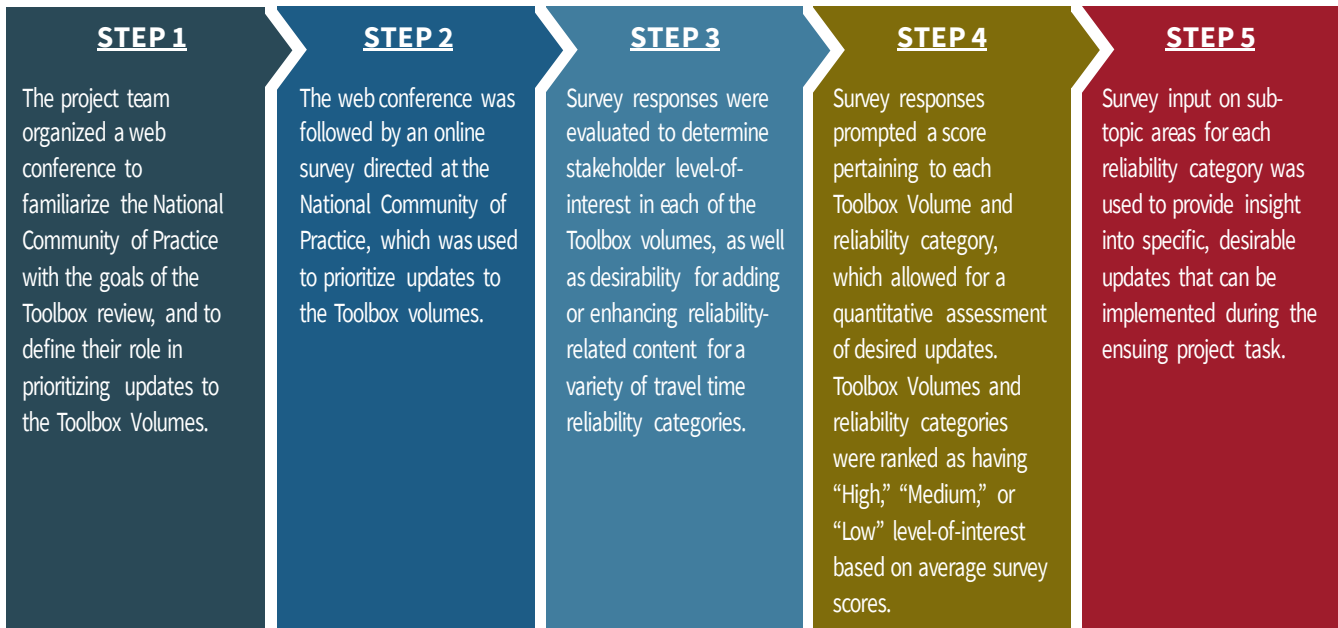 STEP 1
The project team
organized a web
conference to
familiarize the National
Community of Practice
with the goals of the
Toolbox review, and to
define their role in
prioritizing updates to
the Toolbox Volumes.
STEP 2
The web conference was
followed by an online
survey directed at the
National Community of
Practice, which was used
to prioritize updates to
the Toolbox volumes.
STEP 3
Survey responses were
evaluated to determine
stakeholder level-of-
interest in each of the
Toolbox volumes, as well
as desirability for adding
or enhancing reliability-
related content for a
variety of travel time
reliability categories.
STEP 4
Survey responses
prompted a score
pertaining to each
Toolbox Volume and
reliability category,
which allowed for a
quantitative assessment
of desired updates.
Toolbox Volumes and
reliability categories
were ranked as having
“High,” “Medium,” or
“Low” level-of-interest
based on average survey
scores.
STEP 5
Survey input on sub-
topic areas for each
reliability category was
used to provide insight
into specific, desirable
updates that can be
implemented during the
ensuing project task.